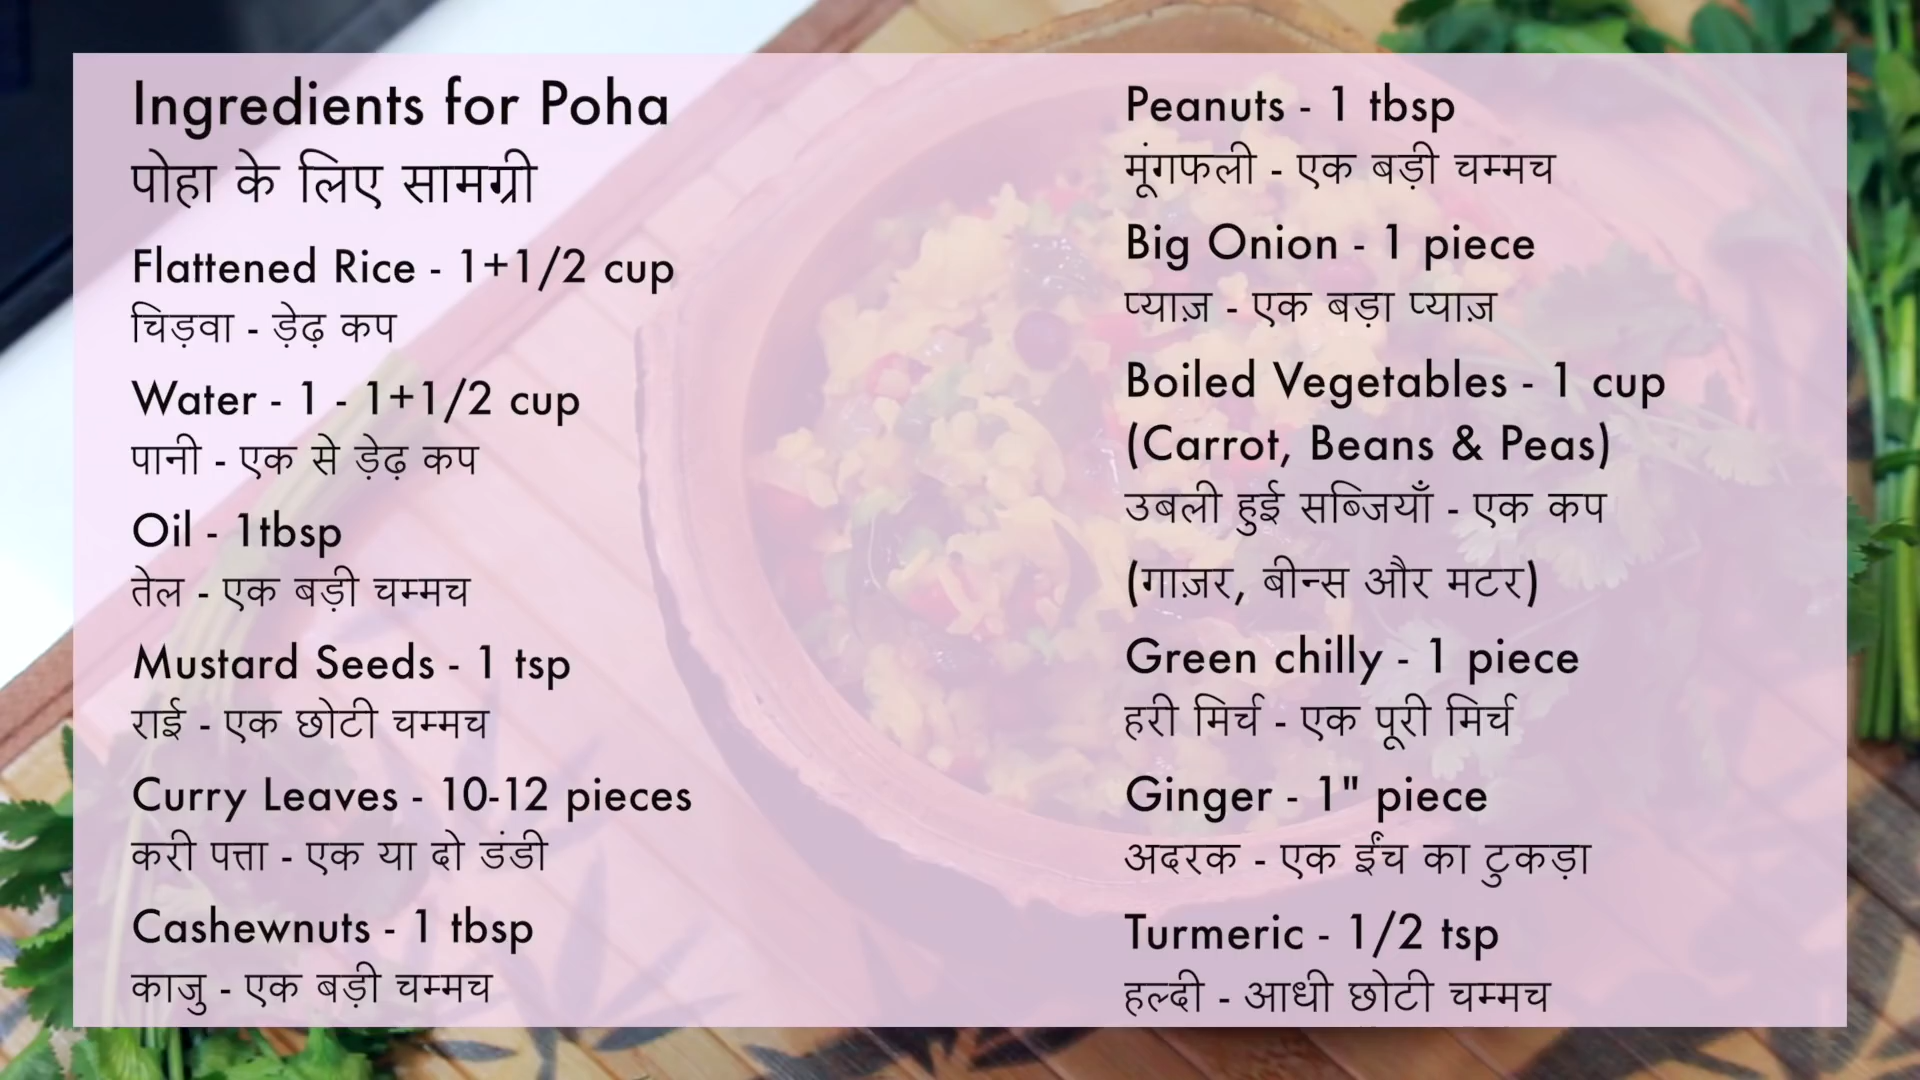 Ingredients for Poha
पोहा के लिए सामग्री
Flattened Rice - 1+1/2 cup
चिड़वा - ड़ेढ़ कप
Water - 1 - 1+1/2 cup
पानी - एक से ड़ेढ़ कप
Oil - 1tbsp
तेल - एक बड़ी चम्मच
Mustard Seeds - 1 tsp
राई - एक छोटी चम्मच
Curry Leaves - 10-12 pieces
करी पत्ता - एक या दो डंडी
Cashewnuts - 1 tbsp
काजु - एक बड़ी चम्मच
Peanuts - 1 tbsp
मूंगफली - एक बड़ी चम्मच
Big Onion - 1 piece
प्याज़ - एक बड़ा प्याज़
Boiled Vegetables - 1 cup
(Carrot, Beans & Peas)
उबली हुई सब्जियाँ - एक कप
(गाज़र, बीन्स और मटर)
Green chilly - 1 piece
हरी मिर्च - एक पूरी मिर्च
Ginger - 1" piece
अदरक - एक ईंच का टुकड़ा
Turmeric - 1/2 tsp
हल्दी - आधी छोटी चम्मच